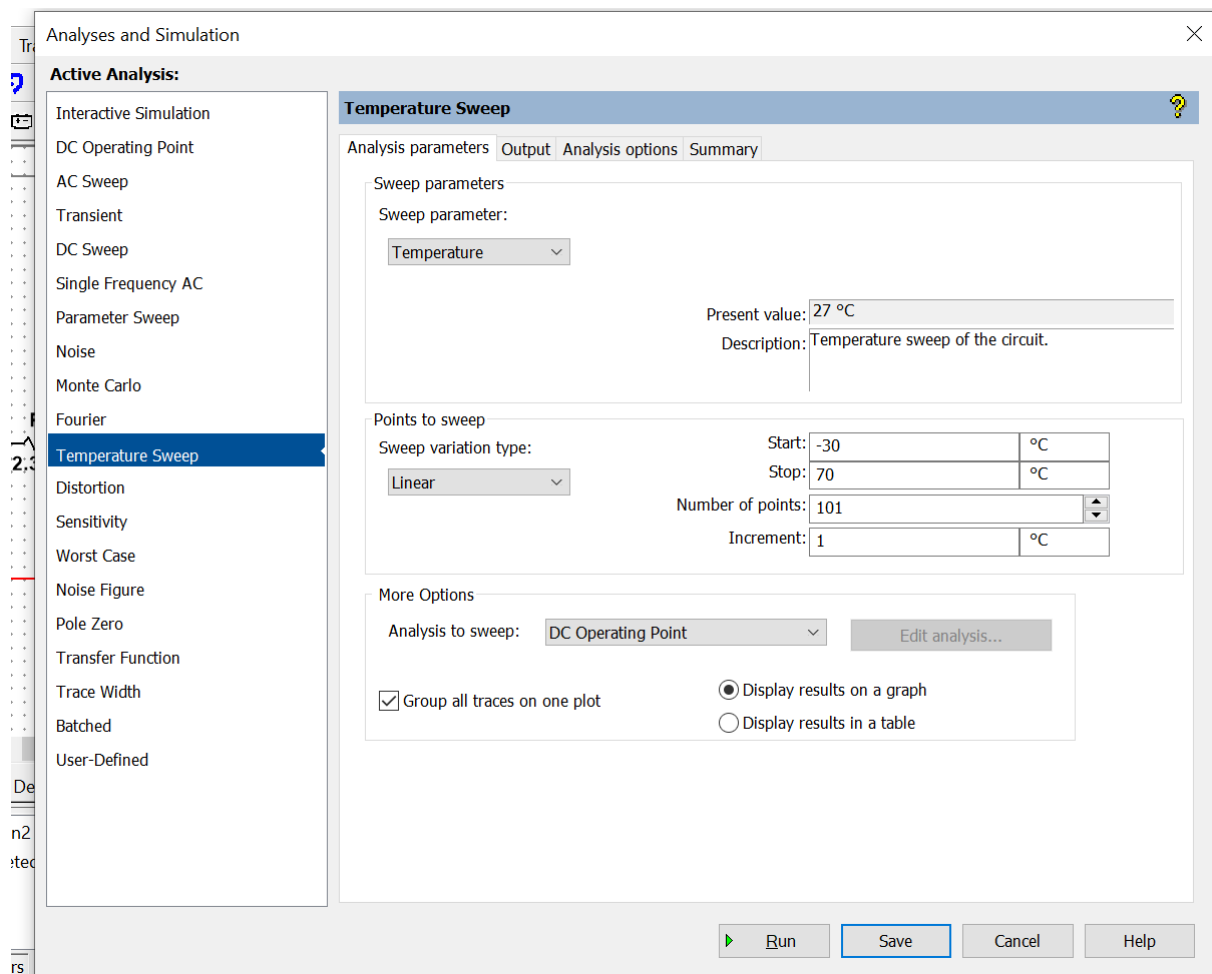 Analyses and Simulation
Active Analysis:
Interactive Simulation
DC Operating Point
AC Sweep
Transient
DC Sweep
Single Frequency AC
Parameter Sweep
Noise
Monte Carlo
Fourier
Temperature Sweep
Distortion
Sensitivity
Worst Case
Noise Figure
Pole Zero
Transfer Function
Trace Width
Batched
User-Defined
Temperature Sweep
Analysis parameters Output Analysis options Summary
Sweep parameters
Sweep parameter:
Temperature
Present value: 27 °C
Description: Temperature sweep of the circuit.
Points to sweep
Sweep variation type:
Linear
Start: -30 °C
Stop: 70 °C
Number of points: 101
Increment: 1 °C
More Options
Analysis to sweep: DC Operating Point Edit analysis...
Group all traces on one plot
Display results on a graph
Display results in a table
Run Save Cancel Help
De
n2
rs